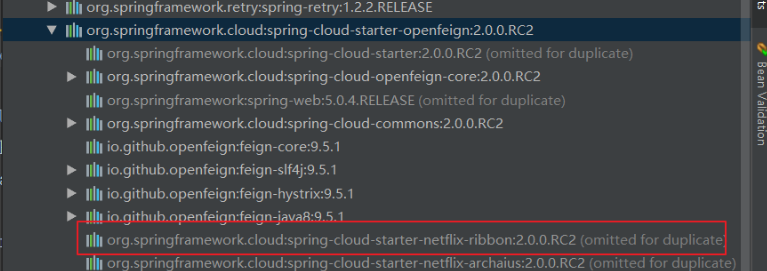 org.springframework.retry:spring-retry:1.2.2.RELEASE
org.springframework.cloud:spring-cloud-starter-openfeign:2.0.0.RC2
org.springframework.cloud:spring-cloud-starter:2.0.0.RC2 (omitted for duplicate)
org.springframework.cloud:spring-cloud-openfeign-core:2.0.0.RC2
org.springframework:spring-web:5.0.4.RELEASE (omitted for duplicate)
org.springframework.cloud:spring-cloud-commons:2.0.0.RC2
io.github.openfeign:feign-core:9.5.1
io.github.openfeign:feign-slf4j:9.5.1
io.github.openfeign:feign-hystrix:9.5.1
io.github.openfeign:feign-java8:9.5.1
org.springframework.cloud:spring-cloud-starter-netflix-ribbon:2.0.0.RC2 (omitted for duplicate)
org.springframework.cloud:spring-cloud-starter-netflix-archaius:2.0.0.RC2 (omitted for duplicate)
Bean Validation